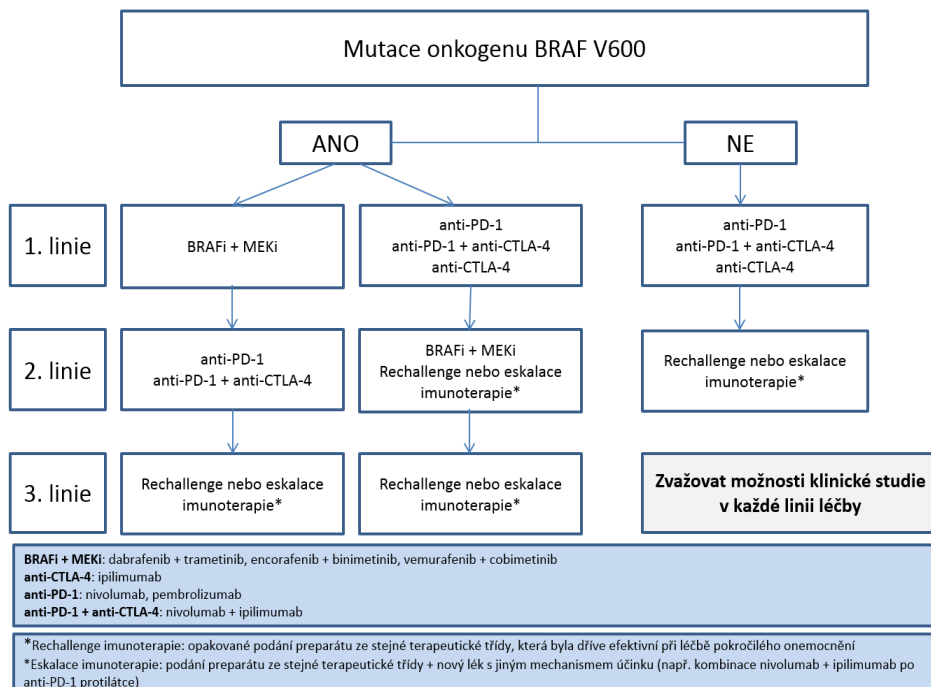 Mutace onkogenu BRAF V600
ANO
NE
1. linie
BRAFi + MEKi
anti-PD-1
anti-PD-1 + anti-CTLA-4
anti-CTLA-4
anti-PD-1
anti-PD-1 + anti-CTLA-4
anti-CTLA-4
2. linie
anti-PD-1
anti-PD-1 + anti-CTLA-4
BRAFi + MEKi
Rechallenge nebo eskalace
imunoterapie*
Rechallenge nebo eskalace
imunoterapie*
3. linie
Rechallenge nebo eskalace
imunoterapie*
Rechallenge nebo eskalace
imunoterapie*
Zvažovat možnosti klinické studie
v každé linii léčby
BRAFi + MEKi: dabrafenib + trametinib, encorafenib + binimetinib, vemurafenib + cobimetinib
anti-CTLA-4: ipilimumab
anti-PD-1: nivolumab, pembrolizumab
anti-PD-1 + anti-CTLA-4: nivolumab + ipilimumab
*Rechallenge imunoterapie: opakované podání preparátu ze stejné terapeutické třídy, která byla dříve efektivní při léčbě pokročilého onemocnění
*Eskalace imunoterapie: podání preparátu ze stejné terapeutické třídy + nový lék s jiným mechanismem účinku (např. kombinace nivolumab + ipilimumab po
anti-PD-1 protilátce)